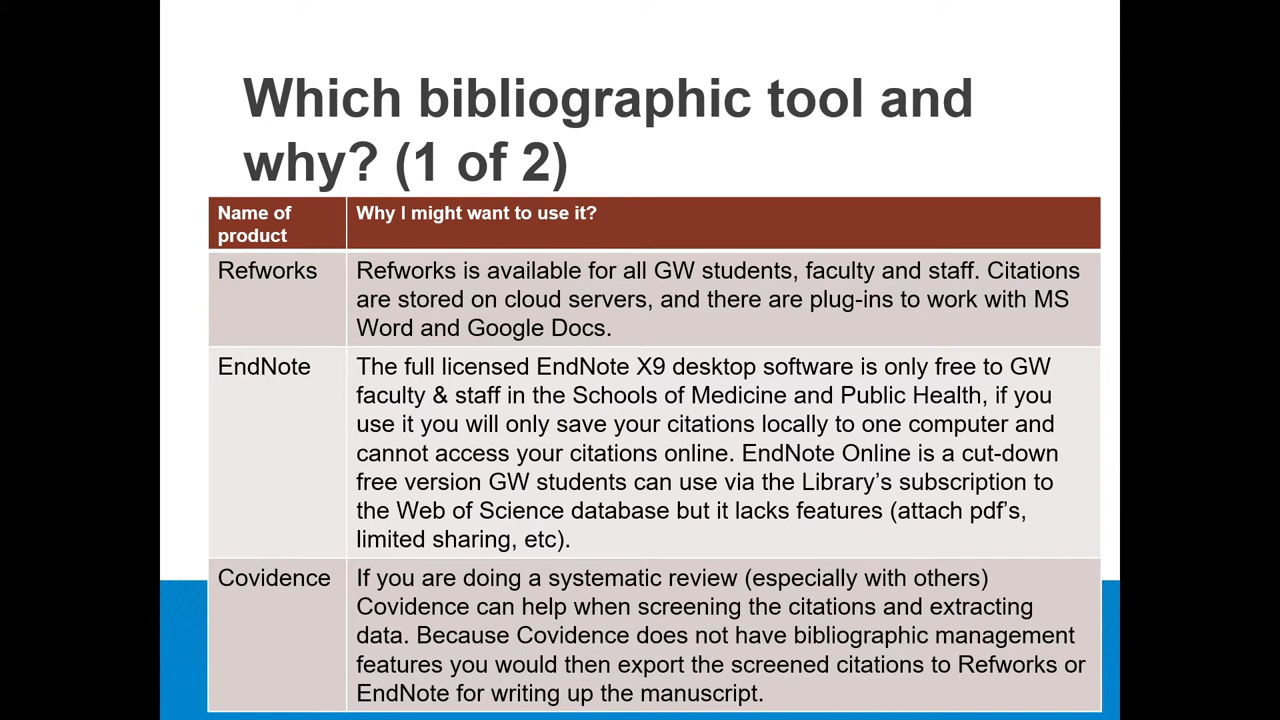 Which bibliographic tool and
why? (1 of 2)
Name of
product
Why I might want to use it?
Refworks
Refworks is available for all GW students, faculty and staff. Citations
are stored on cloud servers, and there are plug-ins to work with MS
Word and Google Docs.
EndNote
The full licensed EndNote X9 desktop software is only free to GW
faculty & staff in the Schools of Medicine and Public Health, if you
use it you will only save your citations locally to one computer and
cannot access your citations online. EndNote Online is a cut-down
free version GW students can use via the Library’s subscription to
the Web of Science database but it lacks features (attach pdf’s,
limited sharing, etc).
Covidence
If you are doing a systematic review (especially with others)
Covidence can help when screening the citations and extracting
data. Because Covidence does not have bibliographic management
features you would then export the screened citations to Refworks or
EndNote for writing up the manuscript.